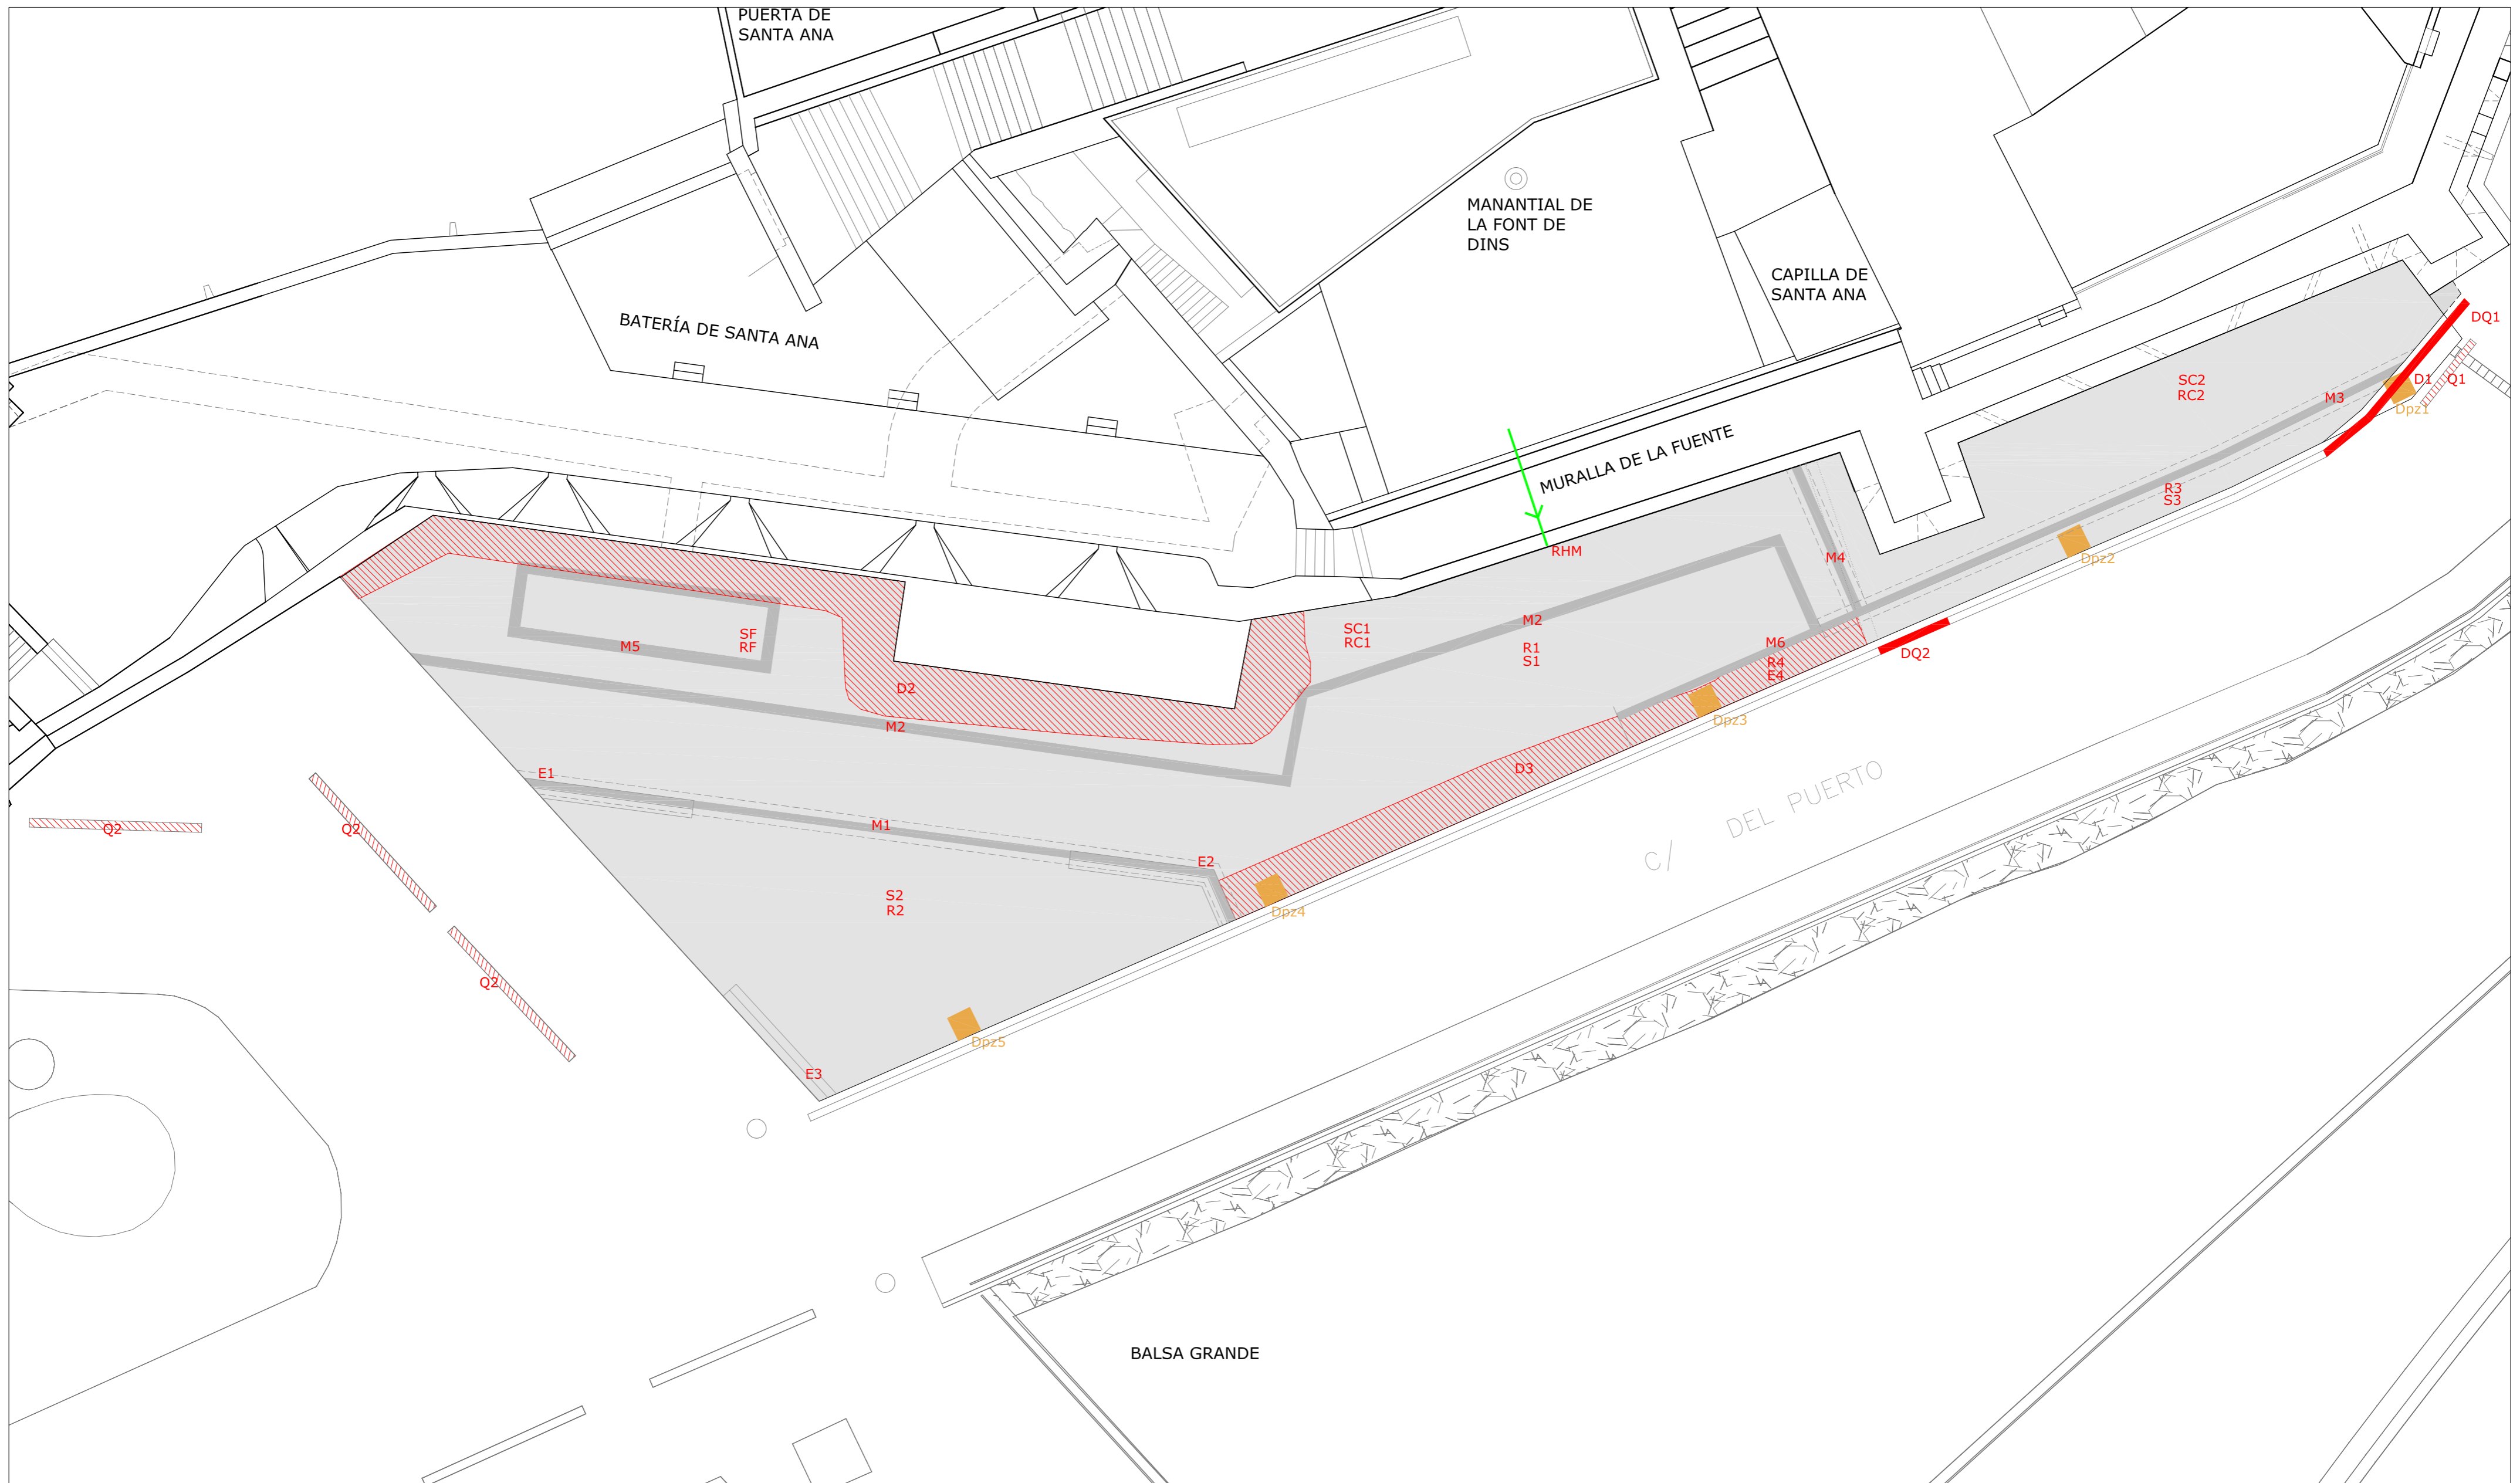 PUERTA DE
SANTA ANA
MANANTIAL DE
LA FONT DE
DINS
CAPILLA DE
SANTA ANA
BATERÍA DE SANTA ANA
MURALLA DE LA FUENTE
DQ1
SC2
RC2
M3
D1
Q1
Dpz1
R3
S3
RHM
M4
Dpz2
SF
RF
M5
SC1
RC1
M2
R1
S1
M6
R4
E4
DQ2
D2
M2
Dpz3
E1
D3
M1
E2
Q2
Q2
S2
R2
Dpz4
C/ DEL PUERTO
Q2
Dpz5
E3
BALSA GRANDE